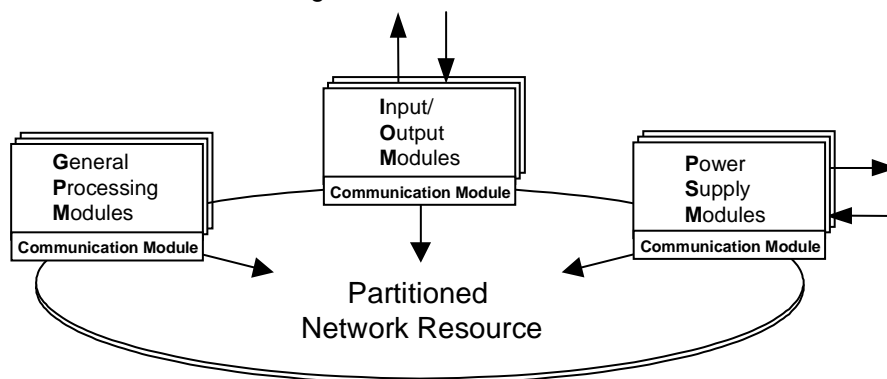 Input/
Output
Modules
Communication Module
General
Processing
Modules
Communication Module
Power
Supply
Modules
Communication Module
Partitioned
Network Resource